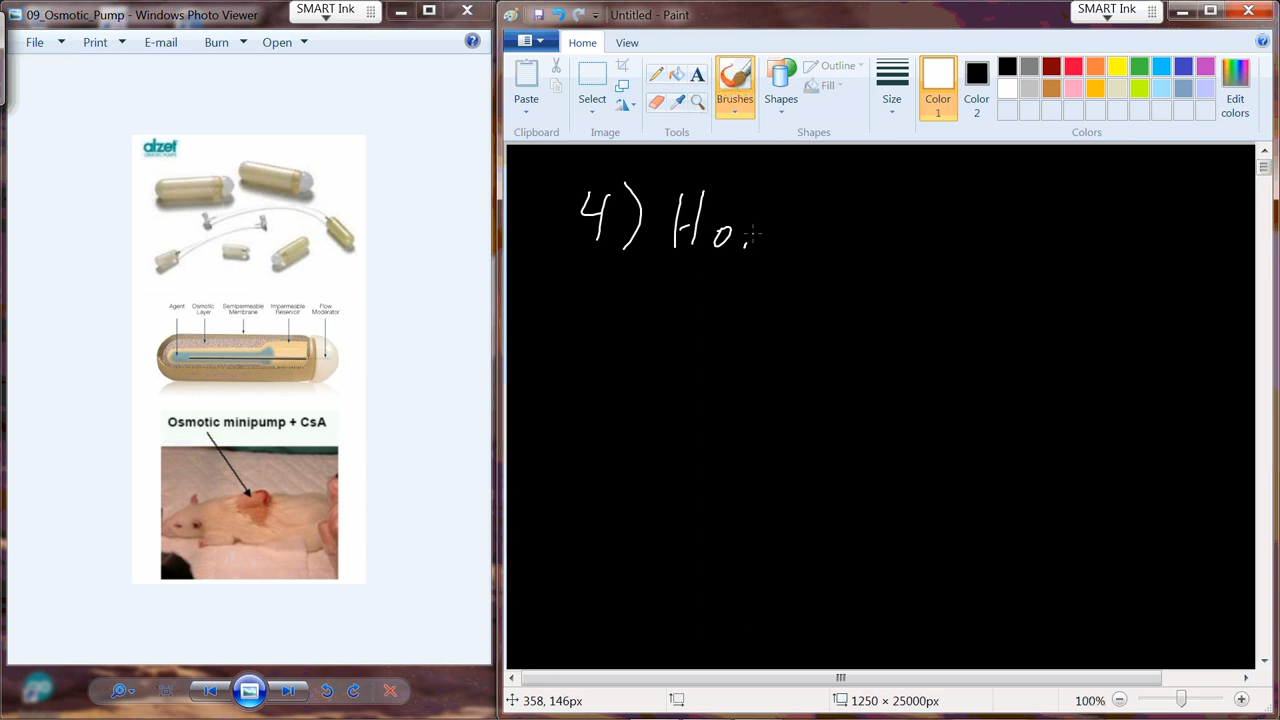 09_Osmotic_Pump - Windows Photo Viewer
SMART Ink
File Print E-mail Burn Open
alzet
OSMOTIC PUMPS
Agent Osmotic Layer Semipermeable Membrane Impermeable Reservoir Flow Moderator
Osmotic minipump + CsA
Untitled - Paint
SMART Ink
Home View
Paste Select Brushes Shapes Outline Fill Size Color 1 Color 2 Edit colors
Clipboard Image Tools Shapes Colors
4) Ho
358, 146px 1250 × 25000px 100%